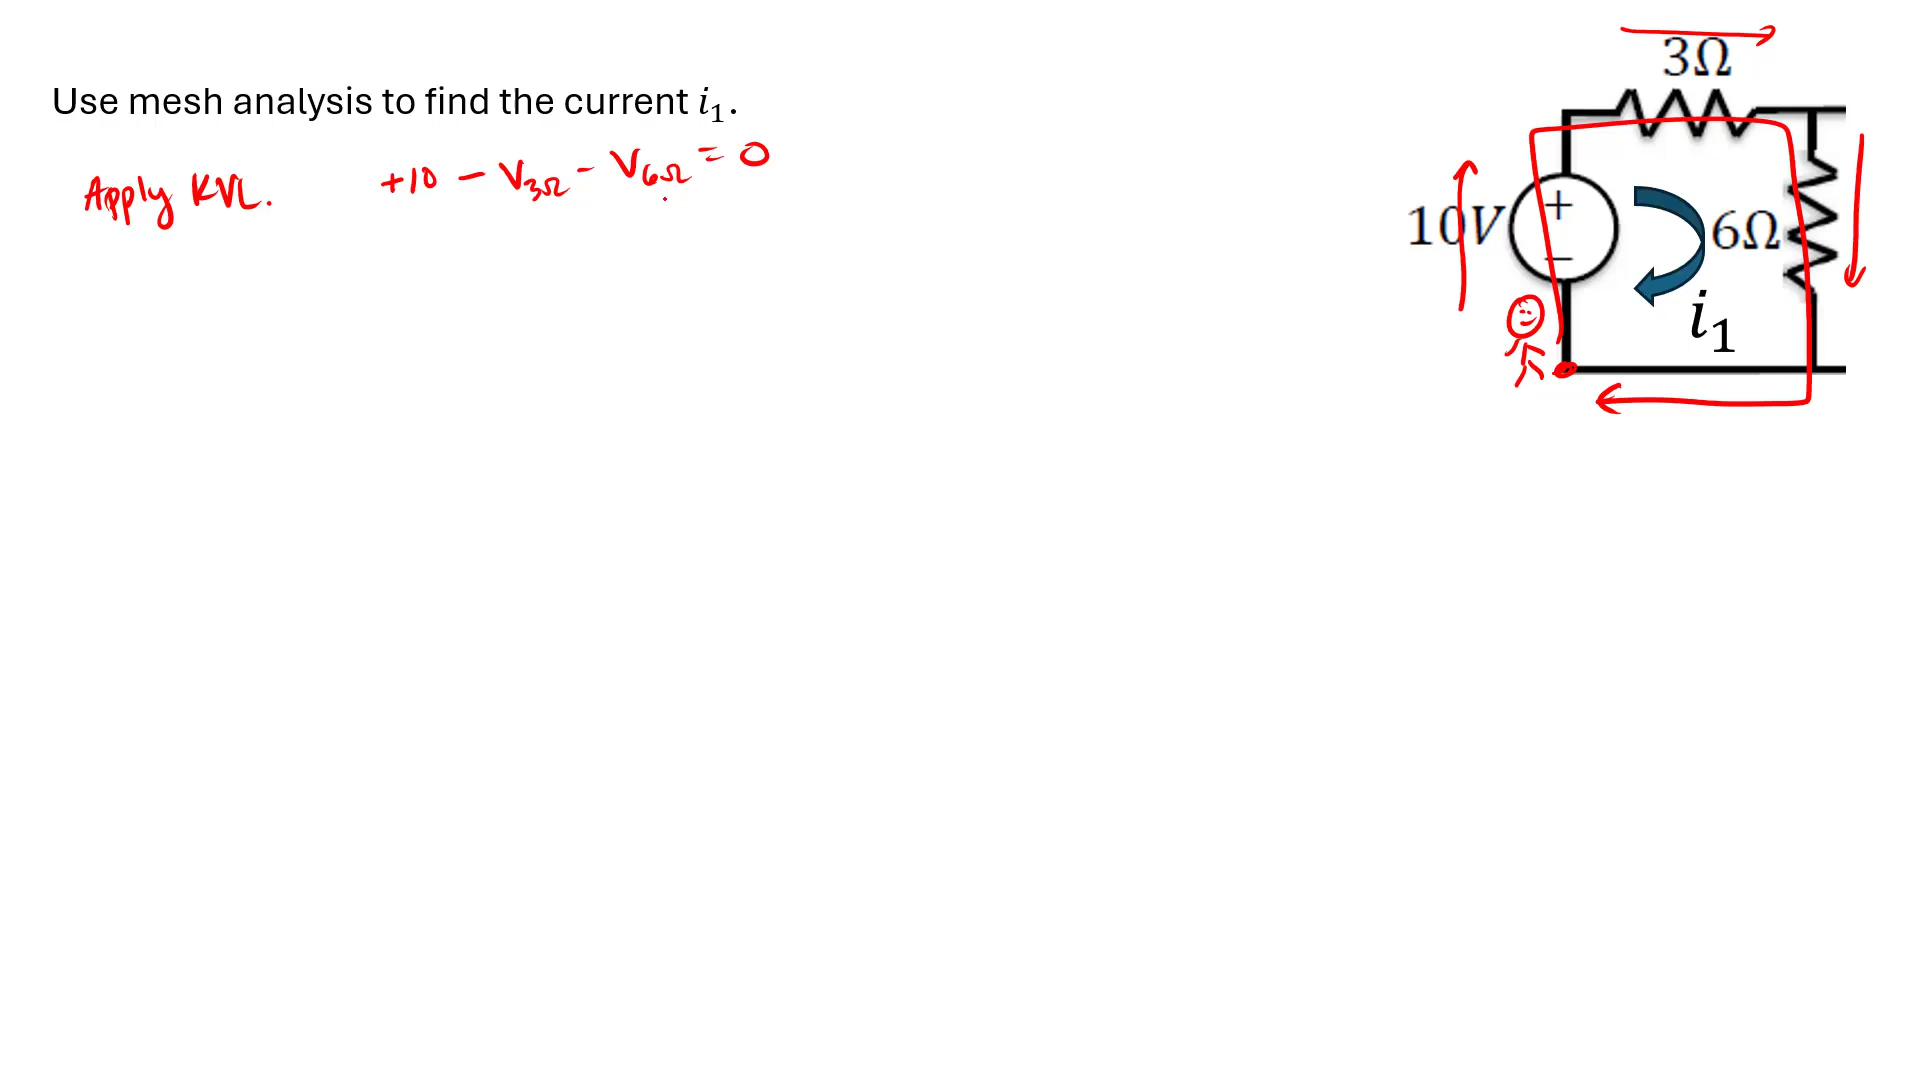 Use mesh analysis to find the current i₁.
Apply KVL. +10 − V₃Ω − V₆Ω = 0
3Ω
10V
+
−
6Ω
i₁